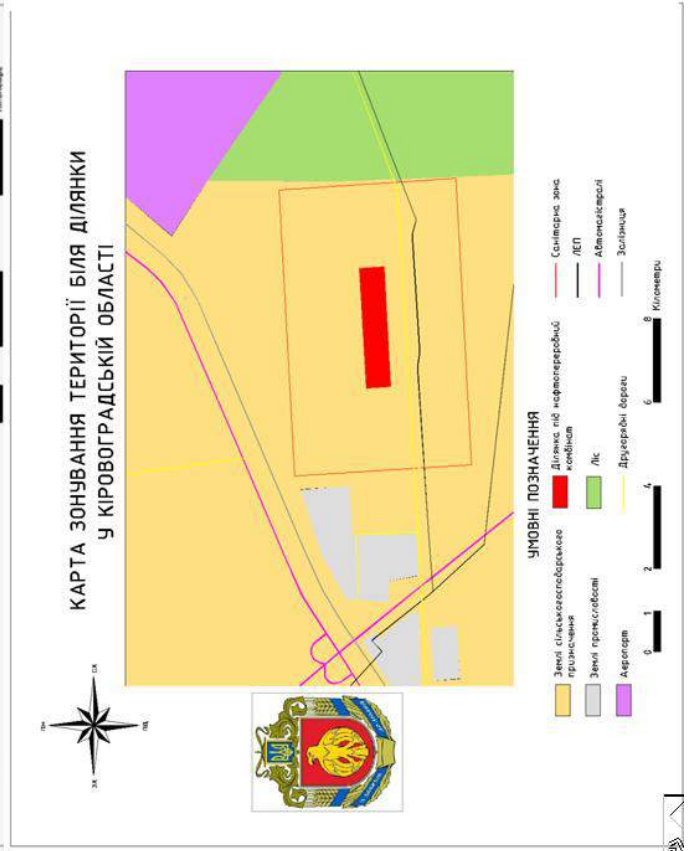 КАРТА ЗОНУВАННЯ ТЕРИТОРІЇ БІЛЯ ДІЛЯНКИ
У КІРОВОГРАДСЬКІЙ ОБЛАСТІ
УМОВНІ ПОЗНАЧЕННЯ
Землі сільськогосподарського
призначення
Землі промисловості
Аеропорт
Ділянка під нафтопереробний
комбінат
Ліс
Другорядні дороги
Санітарна зона
ЛЕП
Автомагістралі
Залізниця
0 1 2 4 6 8
Кілометри